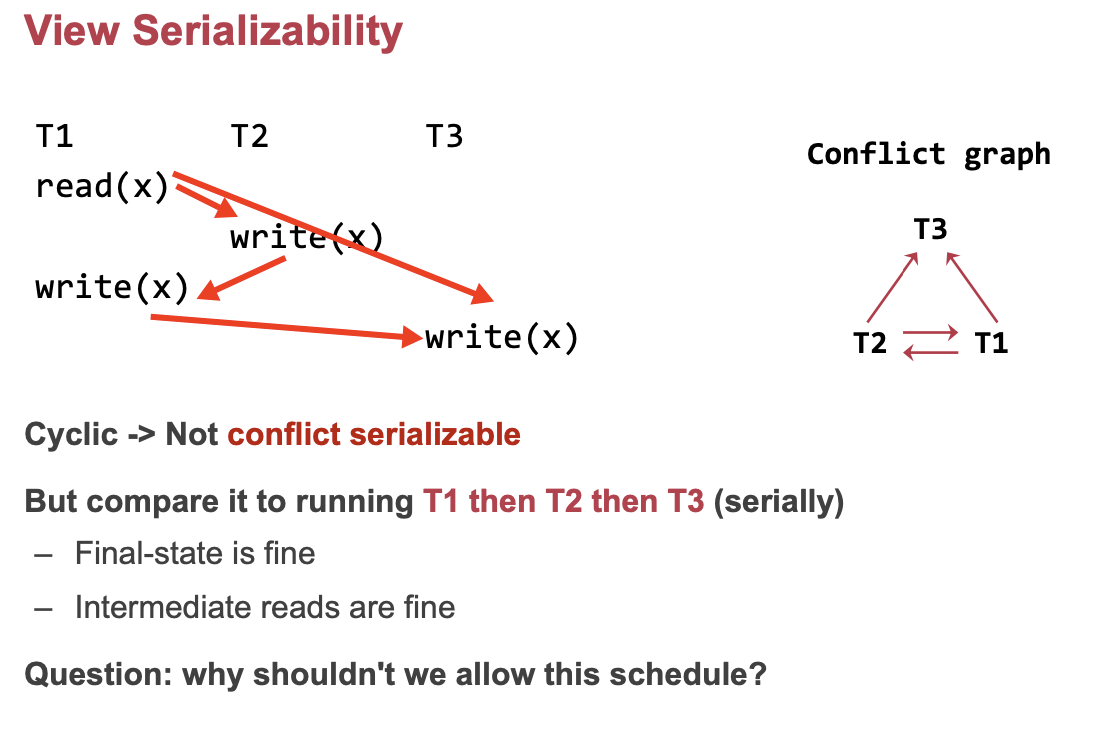 View Serializability
T1 T2 T3
Conflict graph
read(x)
T3
write(x)
write(x)
write(x)
T2 T1
Cyclic -> Not conflict serializable
But compare it to running T1 then T2 then T3 (serially)
– Final-state is fine
– Intermediate reads are fine
Question: why shouldn't we allow this schedule?